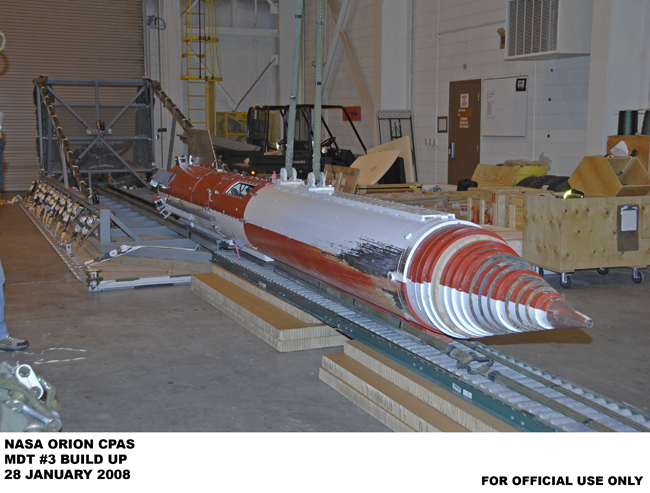 NASA ORION CPAS
MDT #3 BUILD UP
28 JANUARY 2008
FOR OFFICIAL USE ONLY